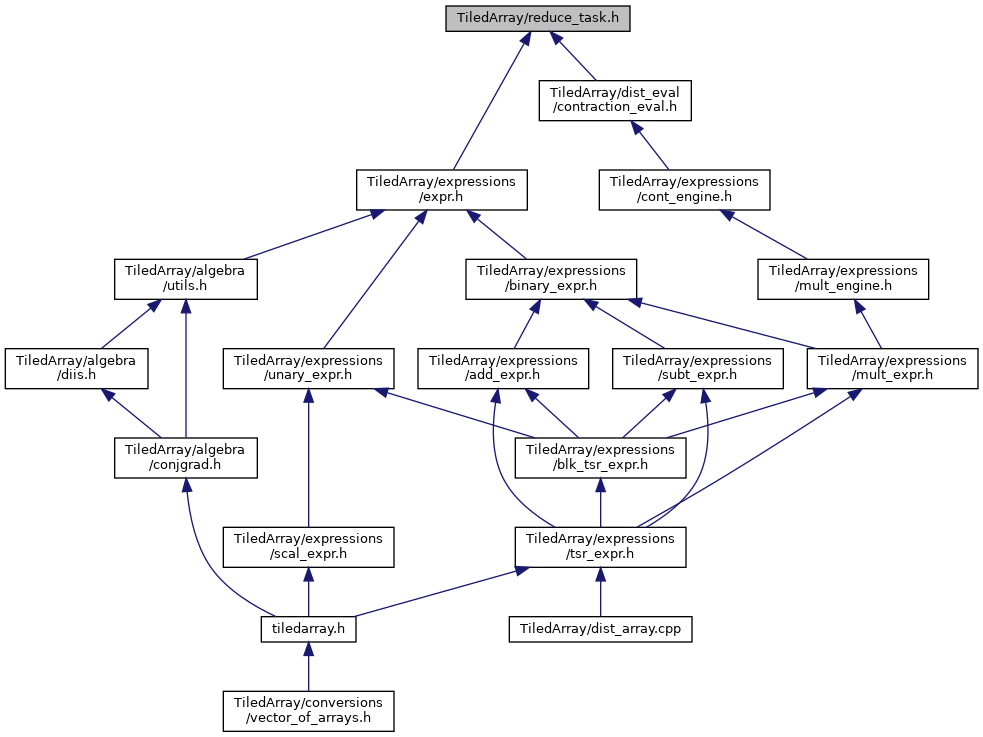 TiledArray/reduce_task.h
TiledArray/dist_eval
/contraction_eval.h
TiledArray/expressions
/expr.h
TiledArray/expressions
/cont_engine.h
TiledArray/algebra
/utils.h
TiledArray/expressions
/binary_expr.h
TiledArray/expressions
/mult_engine.h
TiledArray/algebra
/diis.h
TiledArray/expressions
/unary_expr.h
TiledArray/expressions
/add_expr.h
TiledArray/expressions
/subt_expr.h
TiledArray/expressions
/mult_expr.h
TiledArray/algebra
/conjgrad.h
TiledArray/expressions
/blk_tsr_expr.h
TiledArray/expressions
/scal_expr.h
TiledArray/expressions
/tsr_expr.h
tiledarray.h
TiledArray/dist_array.cpp
TiledArray/conversions
/vector_of_arrays.h